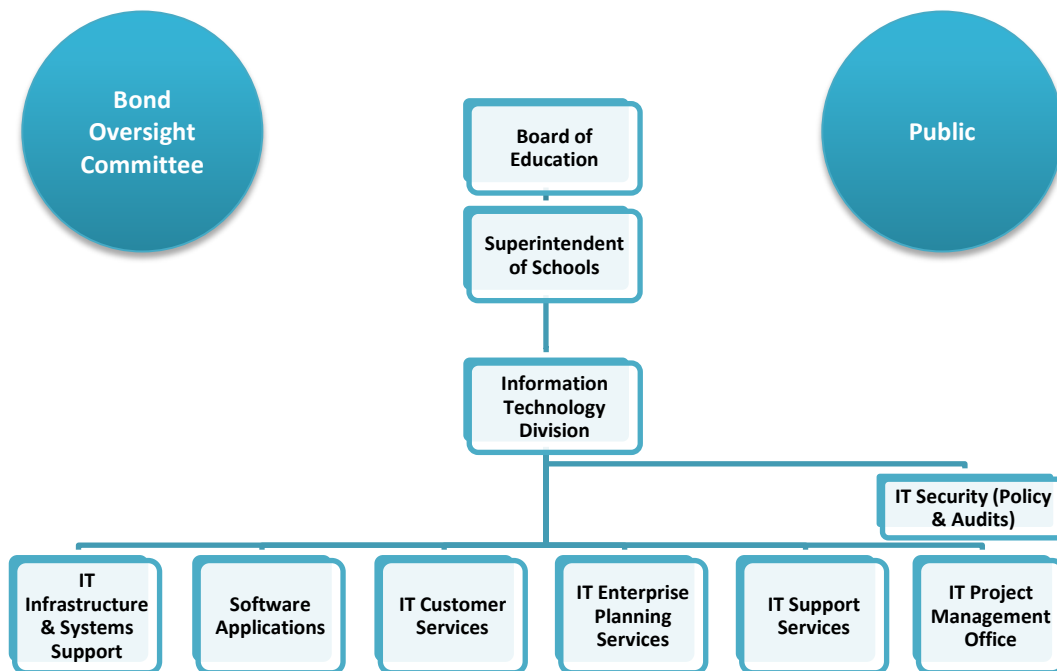 Bond
Oversight
Committee
Board of
Education
Public
Superintendent
of Schools
Information
Technology
Division
IT Security (Policy
& Audits)
IT
Infrastructure
& Systems
Support
Software
Applications
IT Customer
Services
IT Enterprise
Planning
Services
IT Support
Services
IT Project
Management
Office